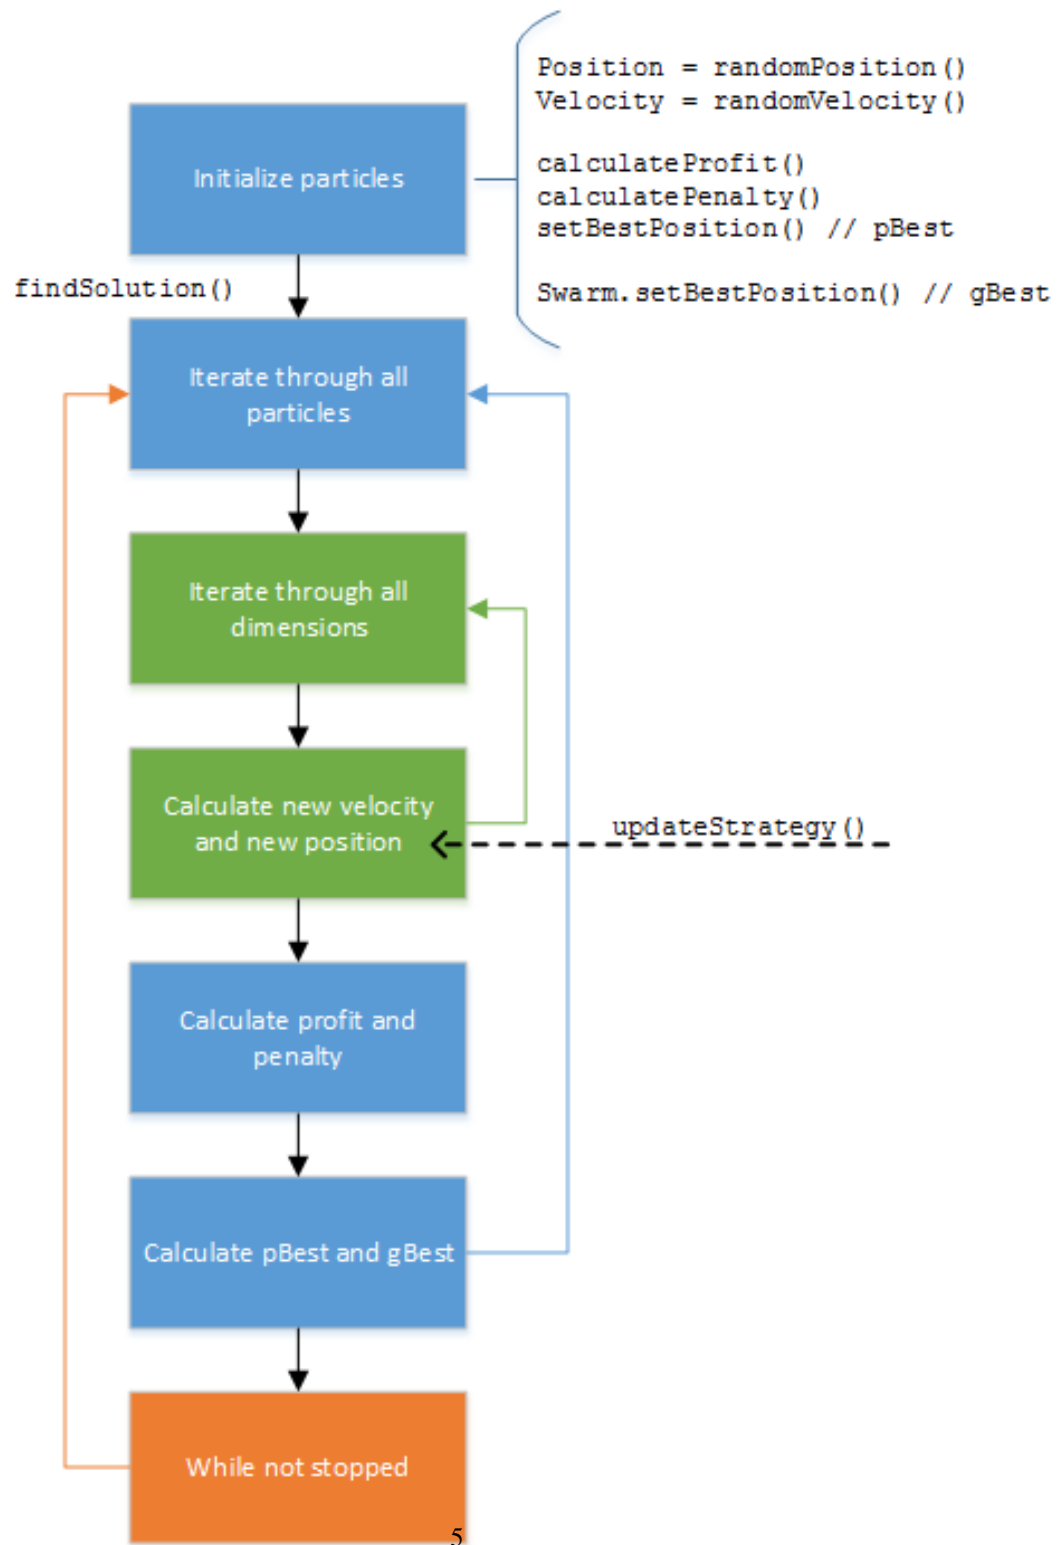 Position = randomPosition()
Velocity = randomVelocity()
calculateProfit()
calculatePenalty()
setBestPosition() // pBest
Swarm.setBestPosition() // gBest
Initialize particles
findSolution()
Iterate through all
particles
Iterate through all
dimensions
Calculate new velocity
and new position
updateStrategy()
Calculate profit and
penalty
Calculate pBest and gBest
While not stopped
5